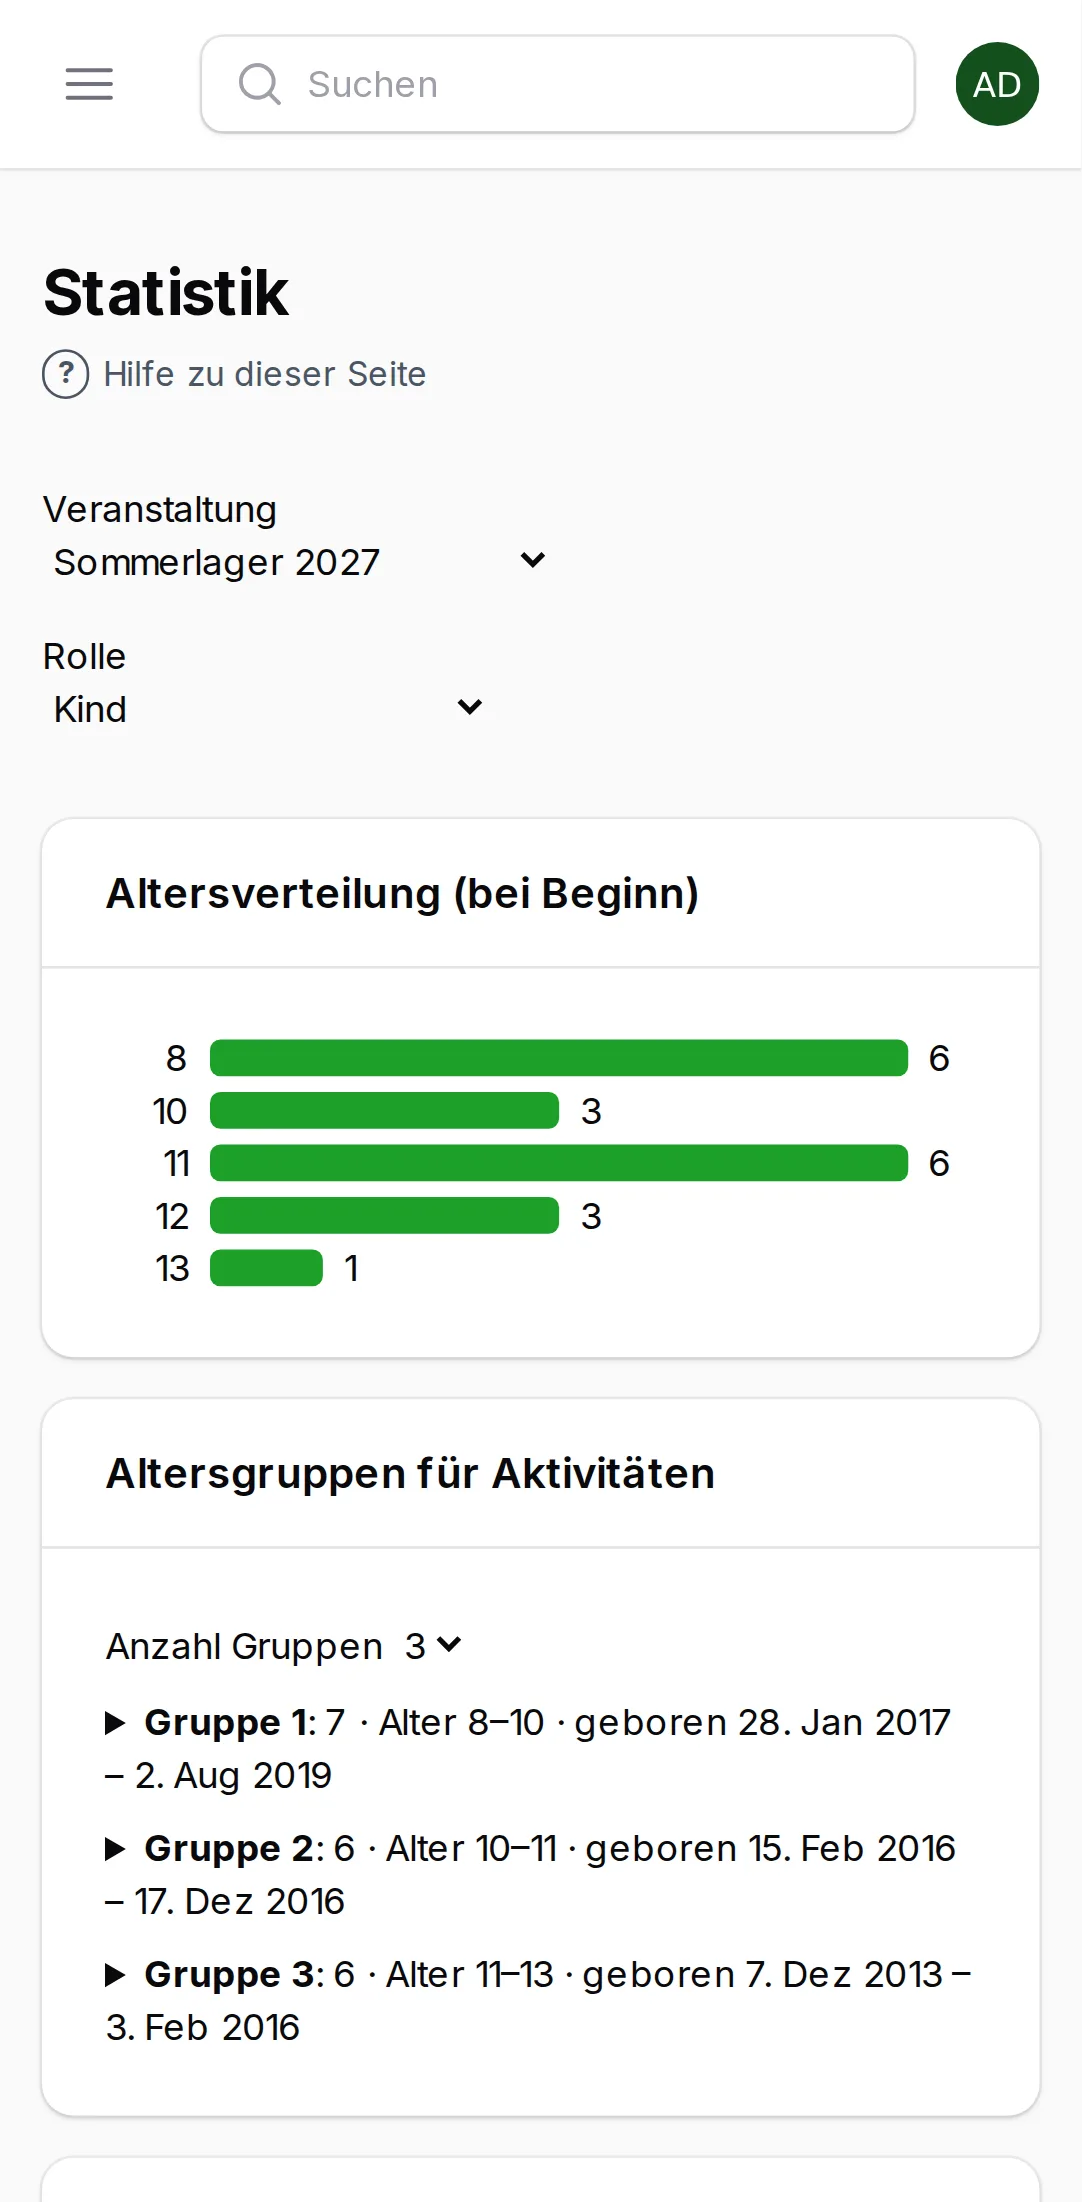 Suchen
AD
Statistik
? Hilfe zu dieser Seite
Veranstaltung
Sommerlager 2027
Rolle
Kind
Altersverteilung (bei Beginn)
8 6
10 3
11 6
12 3
13 1
Altersgruppen für Aktivitäten
Anzahl Gruppen 3
Gruppe 1: 7 · Alter 8–10 · geboren 28. Jan 2017
– 2. Aug 2019
Gruppe 2: 6 · Alter 10–11 · geboren 15. Feb 2016
– 17. Dez 2016
Gruppe 3: 6 · Alter 11–13 · geboren 7. Dez 2013 –
3. Feb 2016